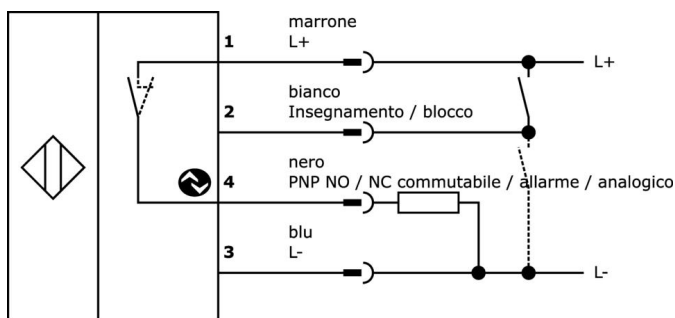 marrone
1 L+
L+
bianco
2 Insegnamento / blocco
nero
4 PNP NO / NC commutabile / allarme / analogico
blu
3 L-
L-